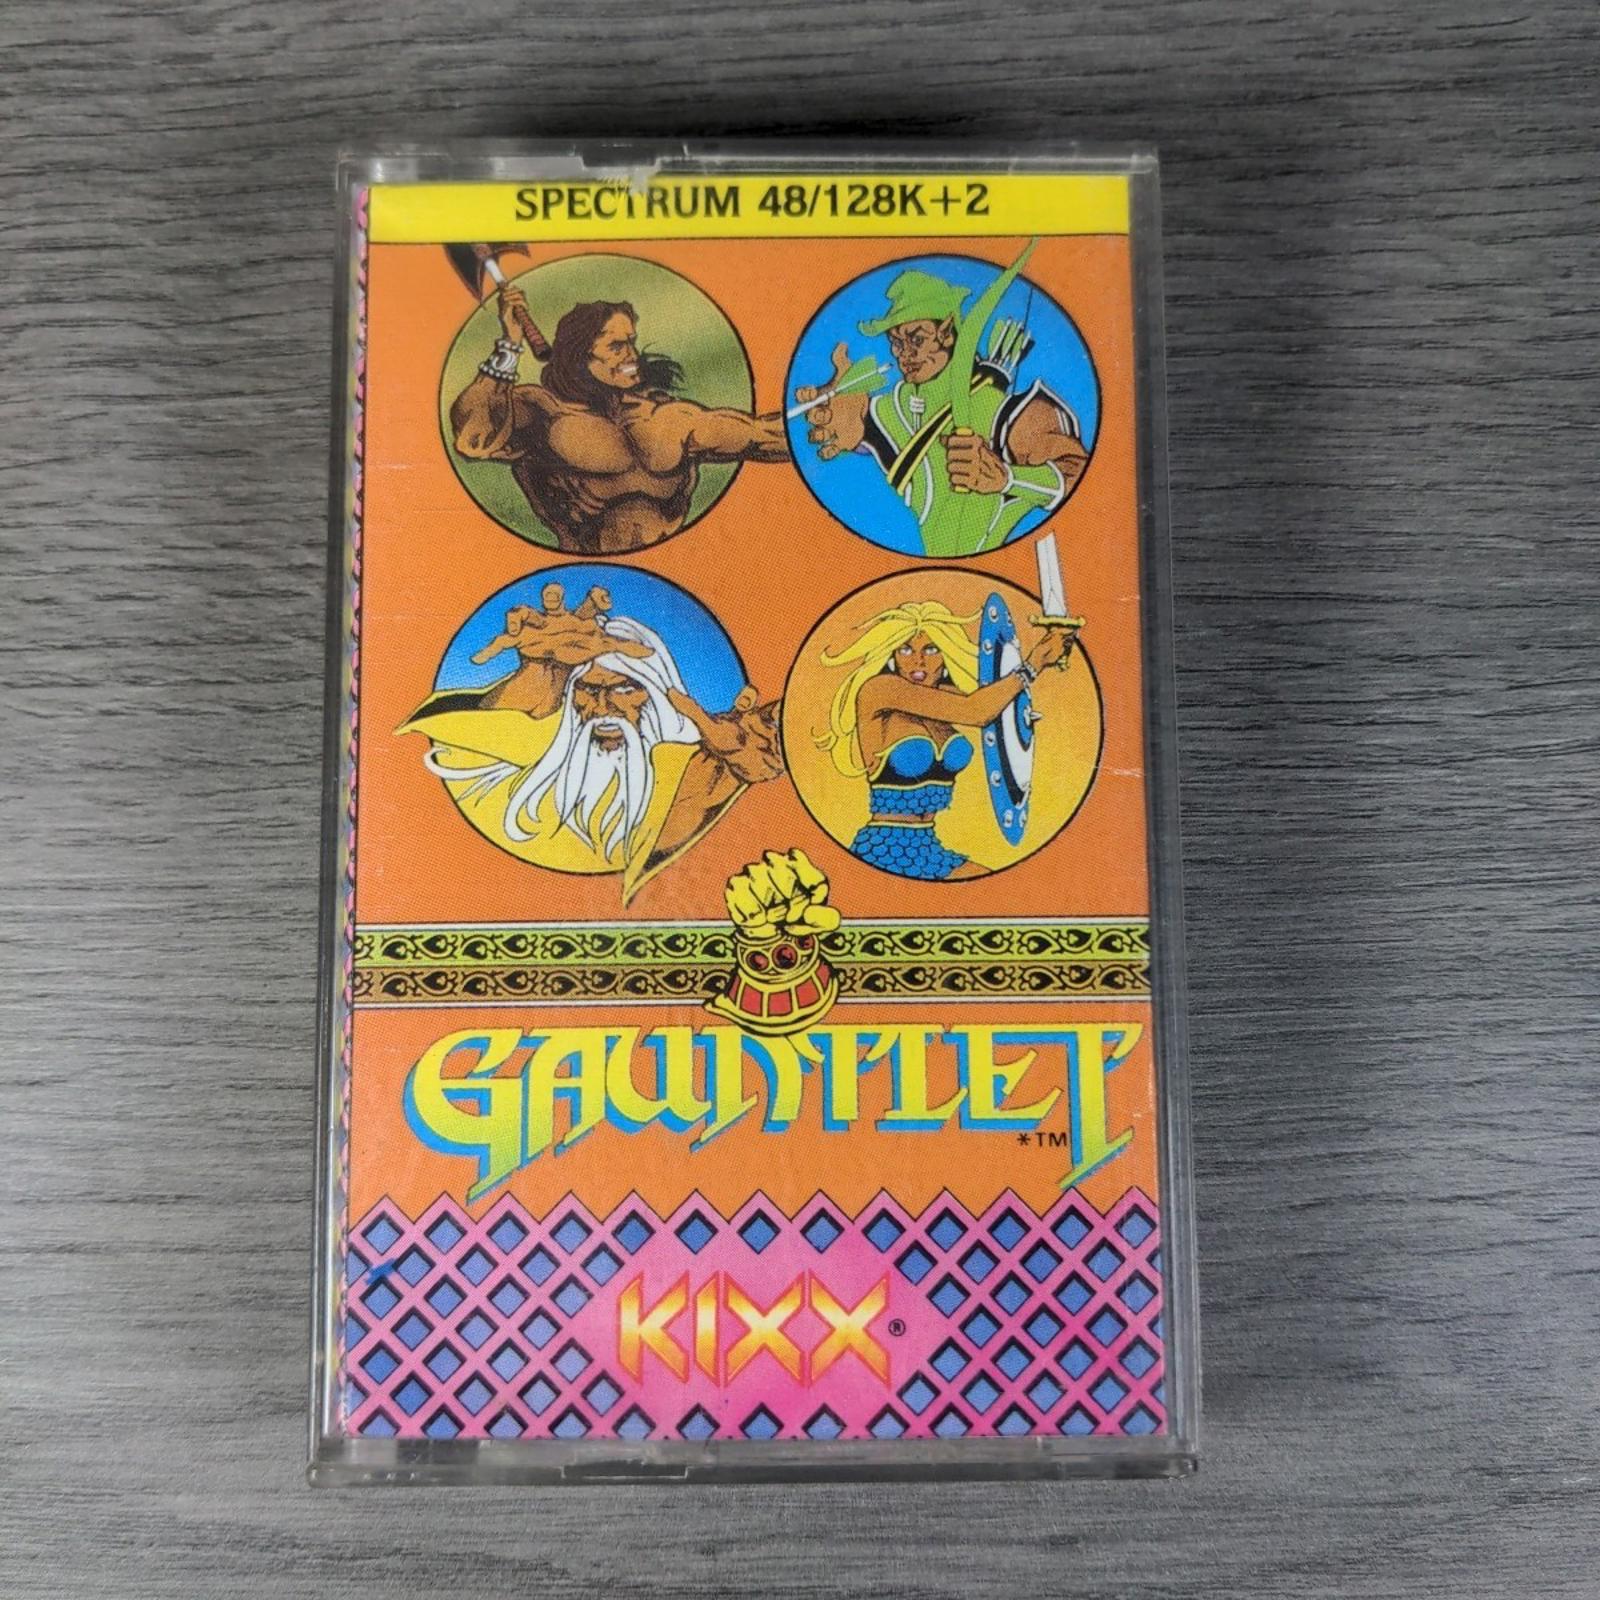 SPECTRUM 48/128K+2
GAUNTLET
*TM
KIXX®